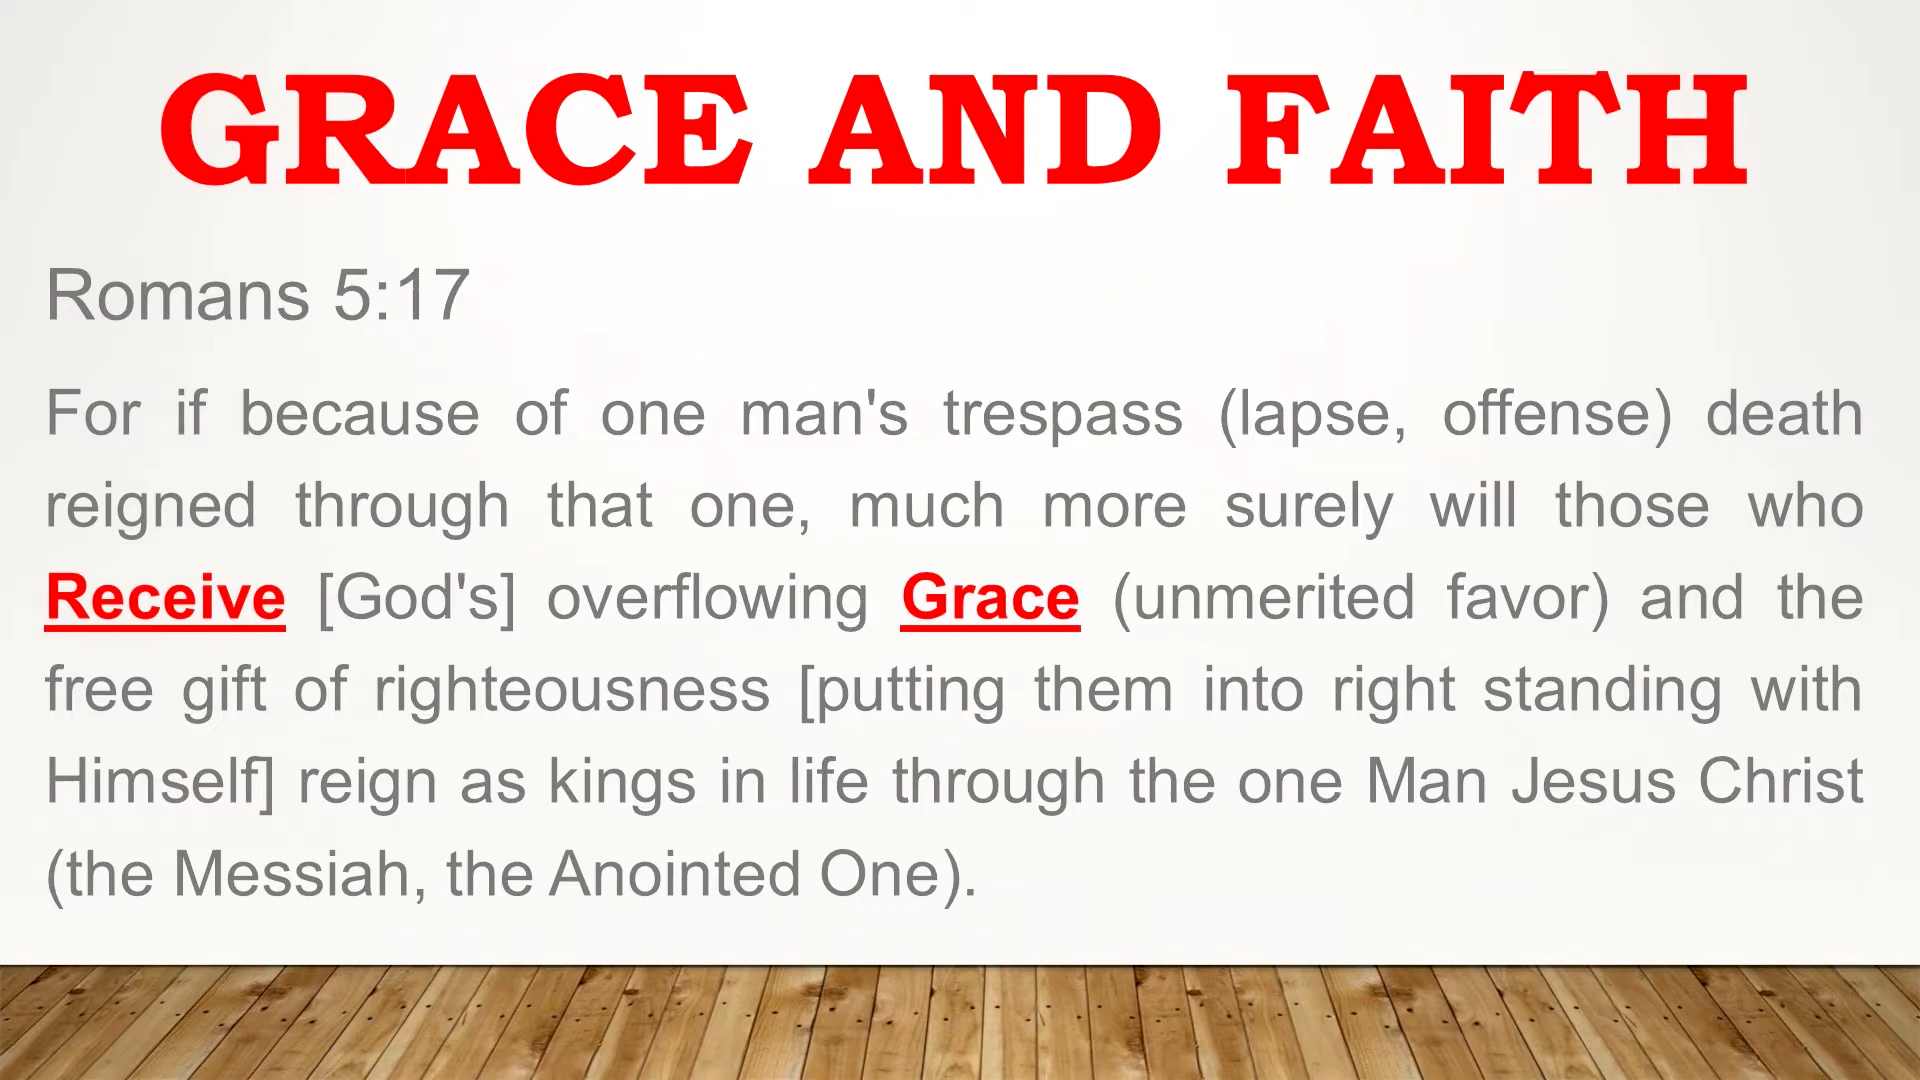 GRACE AND FAITH
Romans 5:17
For if because of one man's trespass (lapse, offense) death
reigned through that one, much more surely will those who
Receive [God's] overflowing Grace (unmerited favor) and the
free gift of righteousness [putting them into right standing with
Himself] reign as kings in life through the one Man Jesus Christ
(the Messiah, the Anointed One).